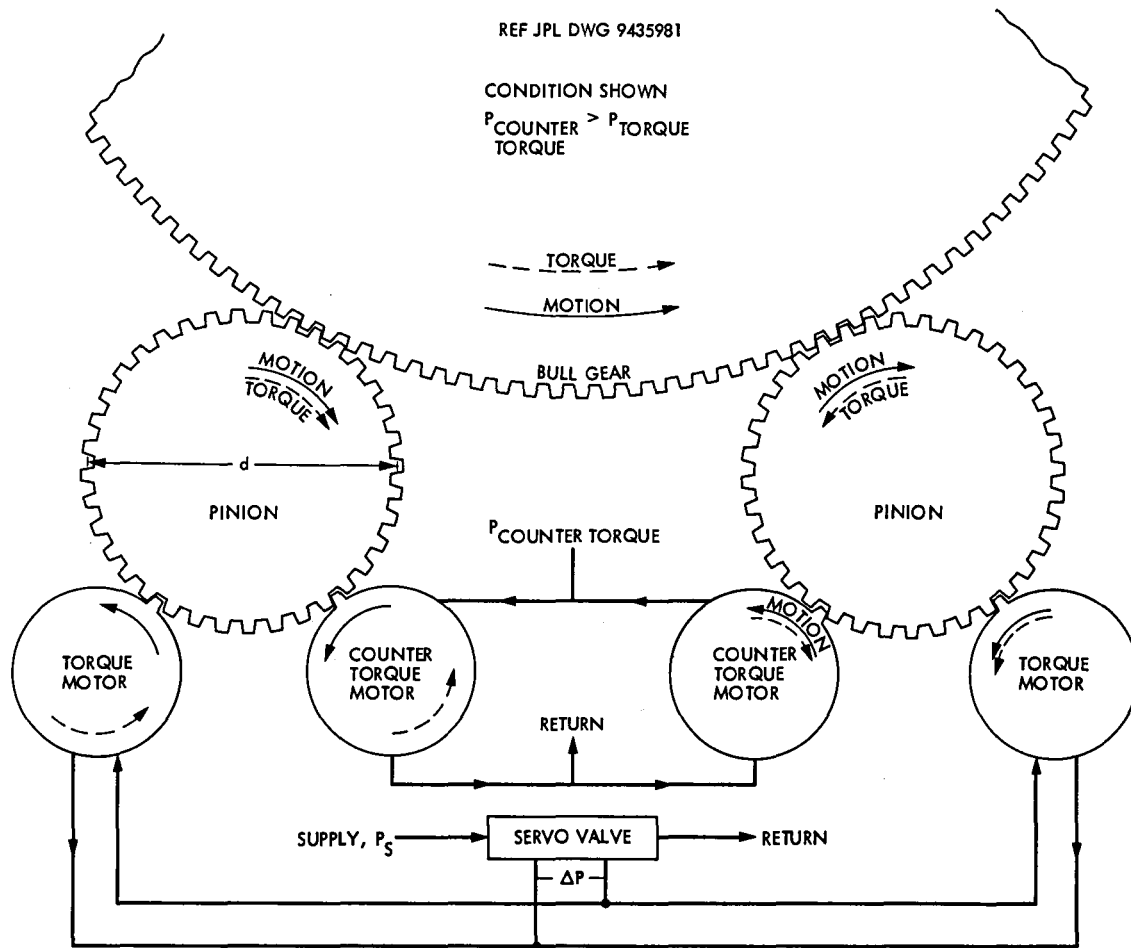 REF JPL DWG 9435981
CONDITION SHOWN
PCOUNTER TORQUE > PTORQUE
TORQUE
MOTION
BULL GEAR
MOTION
TORQUE
MOTION
TORQUE
d
PINION
PINION
PCOUNTER TORQUE
TORQUE
MOTOR
COUNTER
TORQUE
MOTOR
MOTION
COUNTER
TORQUE
MOTOR
TORQUE
MOTOR
RETURN
SUPPLY, PS
SERVO VALVE
RETURN
ΔP